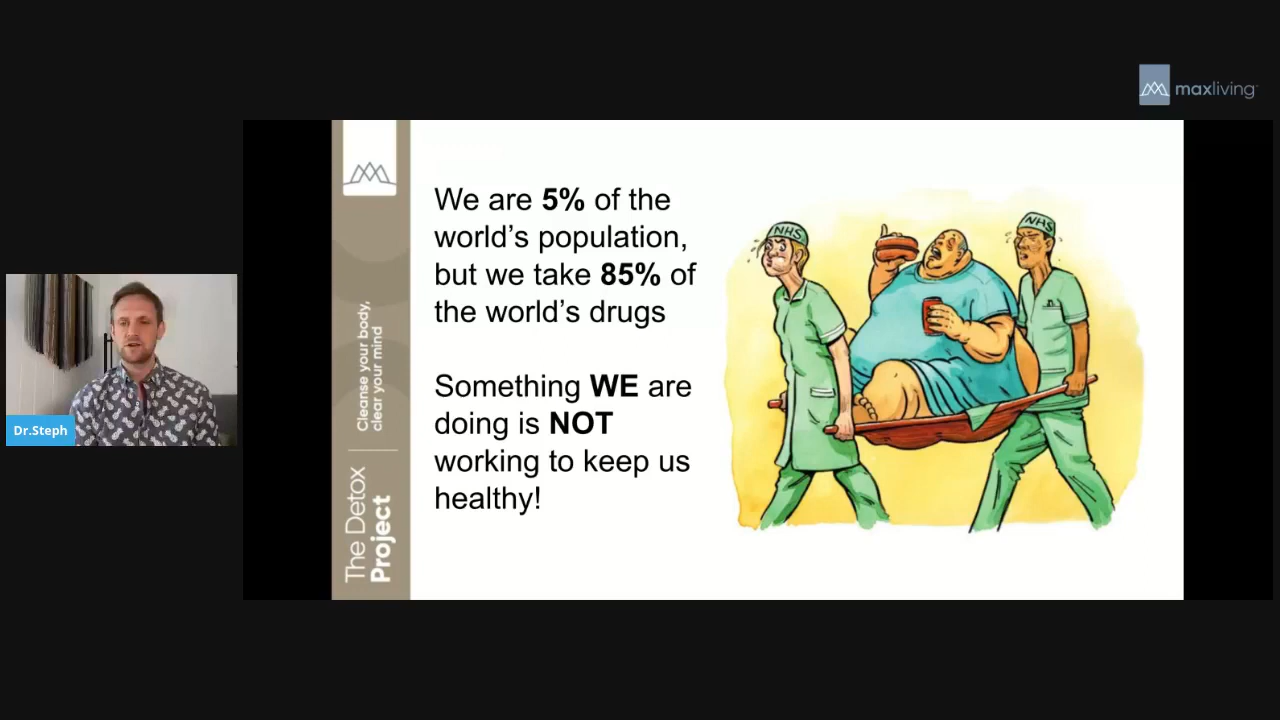 maxliving
We are 5% of the
world's population,
but we take 85% of
the world's drugs
Something WE are
doing is NOT
working to keep us
healthy!
NHS
NHS
Cleanse your body,
clear your mind
The Detox
Project
Dr.Steph